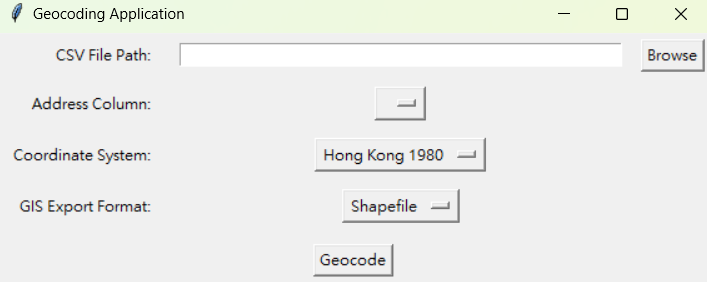 Geocoding Application
CSV File Path: Browse
Address Column:
Coordinate System: Hong Kong 1980
GIS Export Format: Shapefile
Geocode